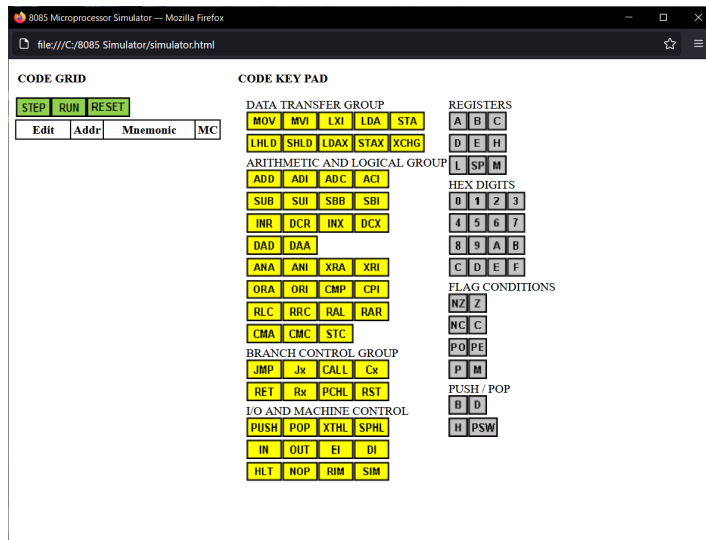 8085 Microprocessor Simulator — Mozilla Firefox
file:///C:/8085 Simulator/simulator.html
CODE GRID
STEP RUN RESET
Edit Addr Mnemonic MC
CODE KEY PAD
DATA TRANSFER GROUP
MOV MVI LXI LDA STA
LHLD SHLD LDAX STAX XCHG
ARITHMETIC AND LOGICAL GROUP
ADD ADI ADC ACI
SUB SUI SBB SBI
INR DCR INX DCX
DAD DAA
ANA ANI XRA XRI
ORA ORI CMP CPI
RLC RRC RAL RAR
CMA CMC STC
BRANCH CONTROL GROUP
JMP Jx CALL Cx
RET Rx PCHL RST
I/O AND MACHINE CONTROL
PUSH POP XTHL SPHL
IN OUT EI DI
HLT NOP RIM SIM
REGISTERS
A B C
D E H
L SP M
HEX DIGITS
0 1 2 3
4 5 6 7
8 9 A B
C D E F
FLAG CONDITIONS
NZ Z
NC C
PO PE
P M
PUSH / POP
B D
H PSW